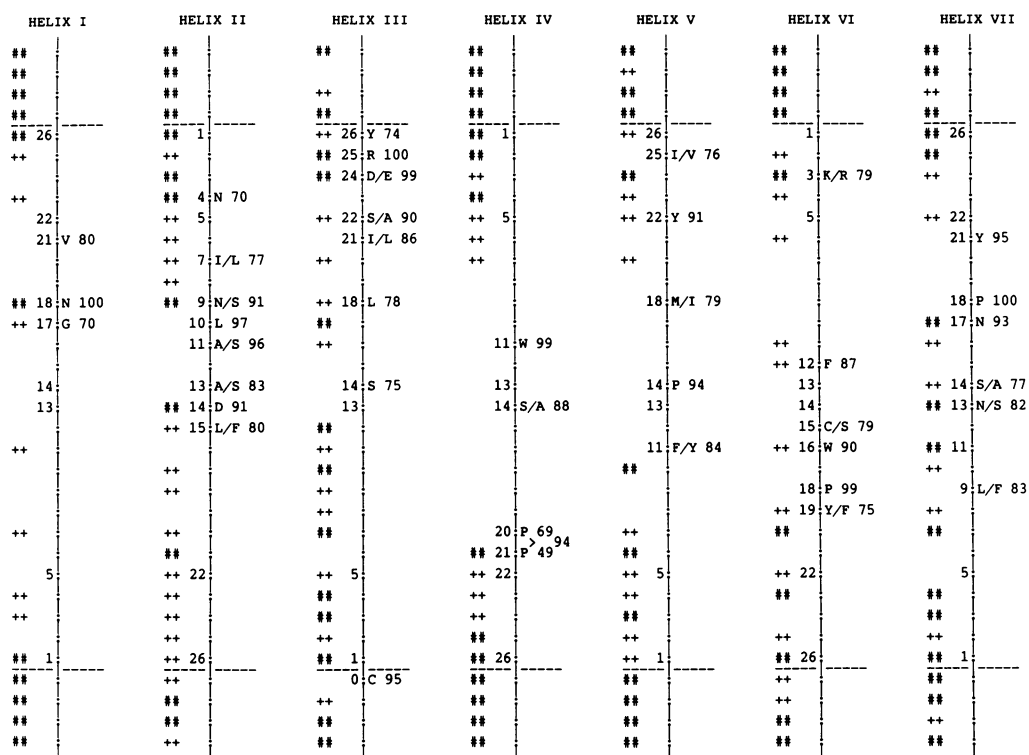 HELIX I HELIX II HELIX III HELIX IV HELIX V HELIX VI HELIX VII
## ## ## ## ## ## ##
## ## ## ++ ## ##
## ## ++ ## ## ## ++
## ## ## ## ## ##
## 26 ## 1 ++ 26 Y 74 ## 1 ++ 26 1 ## 26
++ ++ ## 25 R 100 ## 25 I/V 76 ++ ##
## ## 24 D/E 99 ++ ## ## 3 K/R 79 ++
++ ## 4 N 70 ## ++ ++
22 ++ 5 ++ 22 S/A 90 ++ 5 ++ 22 Y 91 5 ++ 22
21 V 80 ++ 21 I/L 86 ++ ++ 21 Y 95
++ 7 I/L 77 ++ ++ ++
++
## 18 N 100 ## 9 N/S 91 ++ 18 L 78 18 M/I 79 18 P 100
++ 17 G 70 10 L 97 ## ## 17 N 93
11 A/S 96 ++ 11 W 99 ++ ++
++ 12 F 87
14 13 A/S 83 14 S 75 13 14 P 94 13 ++ 14 S/A 77
13 ## 14 D 91 13 14 S/A 88 13 14 ## 13 N/S 82
++ 15 L/F 80 ## 15 C/S 79
++ ++ 11 F/Y 84 ++ 16 W 90 ## 11
++ ## ## ++
++ ++ 18 P 99 9 L/F 83
++ ++ 19 Y/F 75 ++
++ ++ ## 20 P 69 ++ ## ##
> 94
## ## 21 P 49 ##
5 ++ 22 ++ 5 ++ 22 ++ 5 ++ 22 5
++ ++ ## ++ ++ ## ##
++ ++ ## ++ ## ##
++ ++ ## ## ++ ++
## 1 ++ 26 ## 1 ## 26 ++ 1 ## 26 ## 1
## ++ 0 C 95 ## ## ++ ##
## ## ++ ## ## ++ ##
## ## ## ## ## ## ++
## ++ ## ## ## ## ##